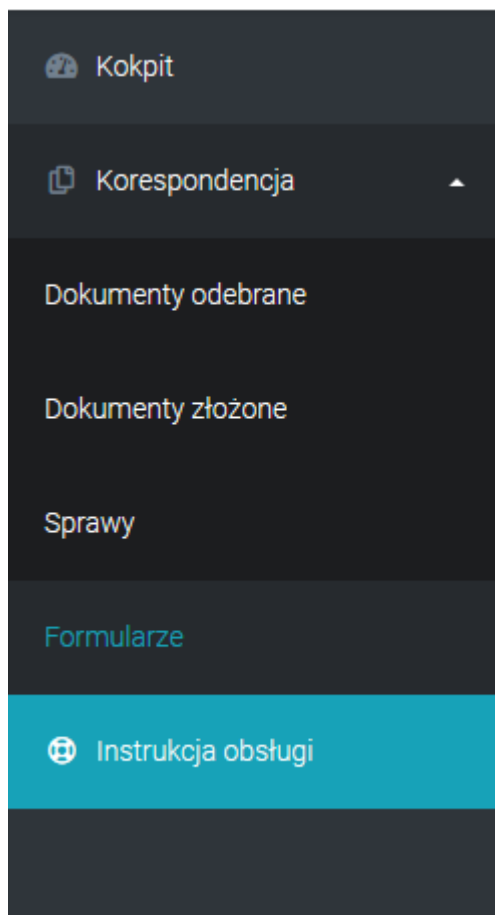 Kokpit
Korespondencja
Dokumenty odebrane
Dokumenty złożone
Sprawy
Formularze
Instrukcja obsługi